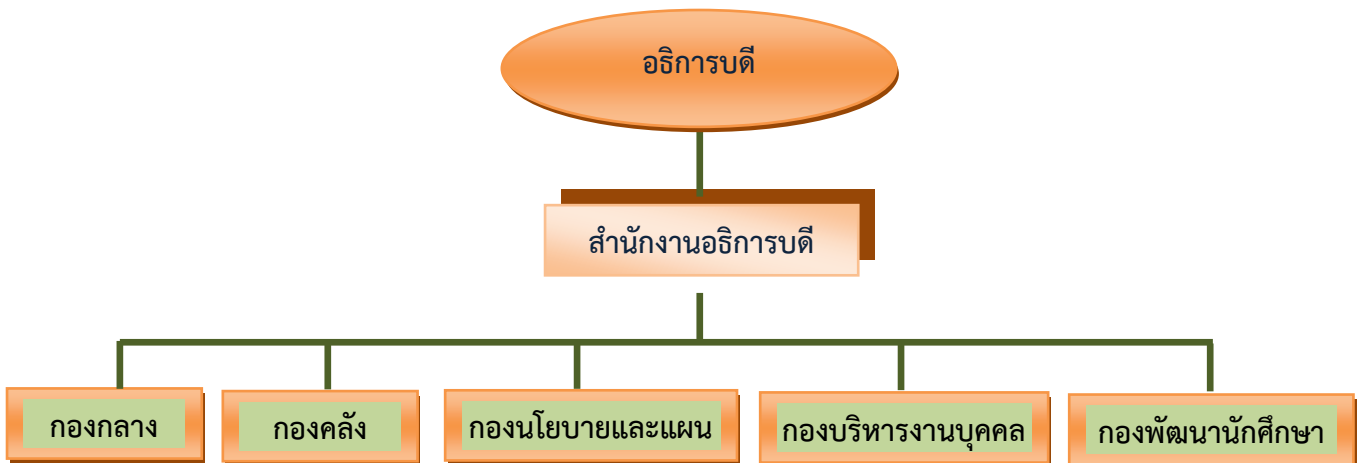 อธิการบดี
สำนักงานอธิการบดี
กองกลาง
กองคลัง
กองนโยบายและแผน
กองบริหารงานบุคคล
กองพัฒนานักศึกษา